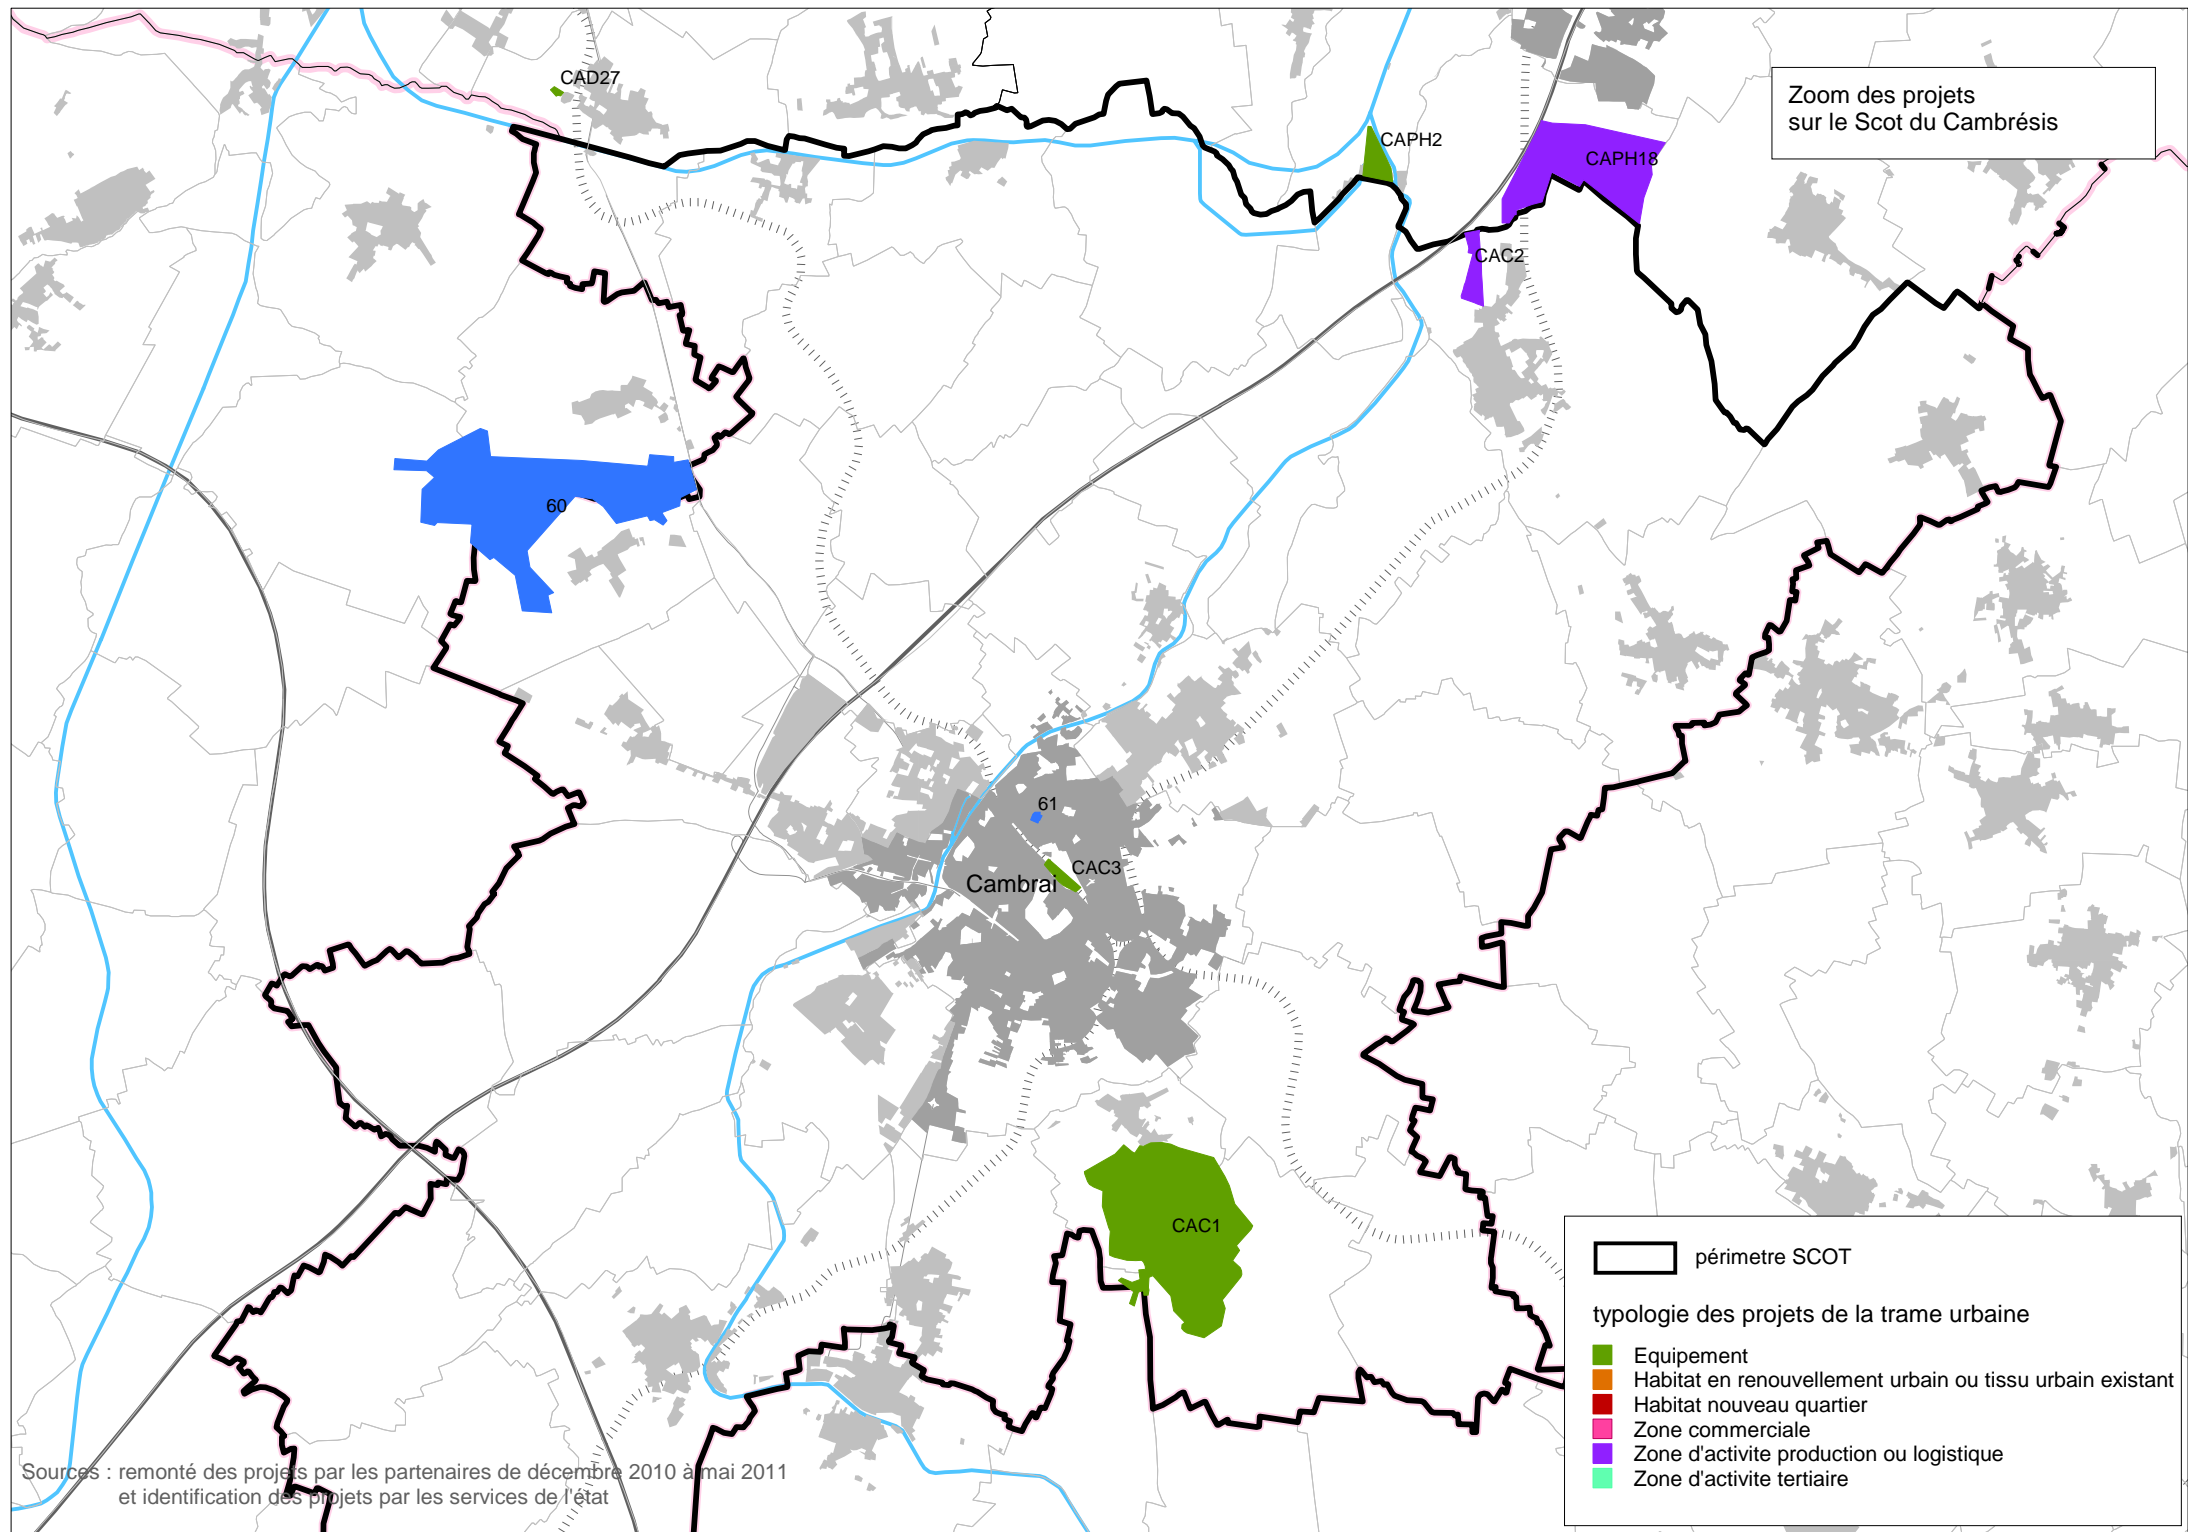 CAD27
Zoom des projets
sur le Scot du Cambrésis
CAPH2
CAPH18
CAC2
60
61
CAC3
Cambrai
CAC1
périmetre SCOT
typologie des projets de la trame urbaine
Equipement
Habitat en renouvellement urbain ou tissu urbain existant
Habitat nouveau quartier
Zone commerciale
Zone d'activite production ou logistique
Zone d'activite tertiaire
Sources : remonté des projets par les partenaires de décembre 2010 à mai 2011
et identification des projets par les services de l'état